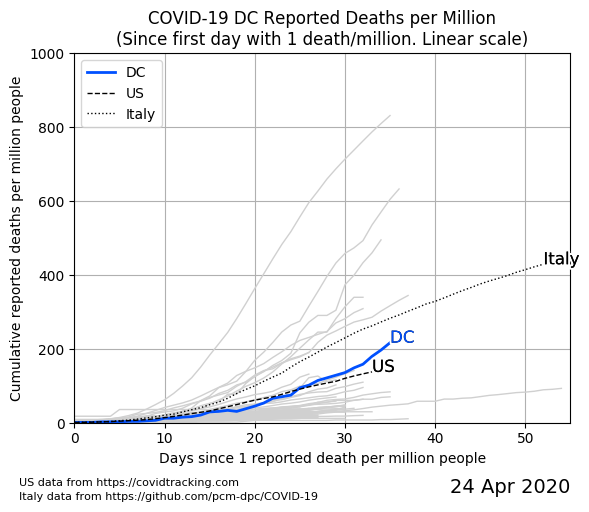 COVID-19 DC Reported Deaths per Million
(Since first day with 1 death/million. Linear scale)
Cumulative reported deaths per million people
1000
800
600
400
200
0
DC
US
Italy
Italy
DC
US
0 10 20 30 40 50
Days since 1 reported death per million people
US data from https://covidtracking.com
Italy data from https://github.com/pcm-dpc/COVID-19
24 Apr 2020